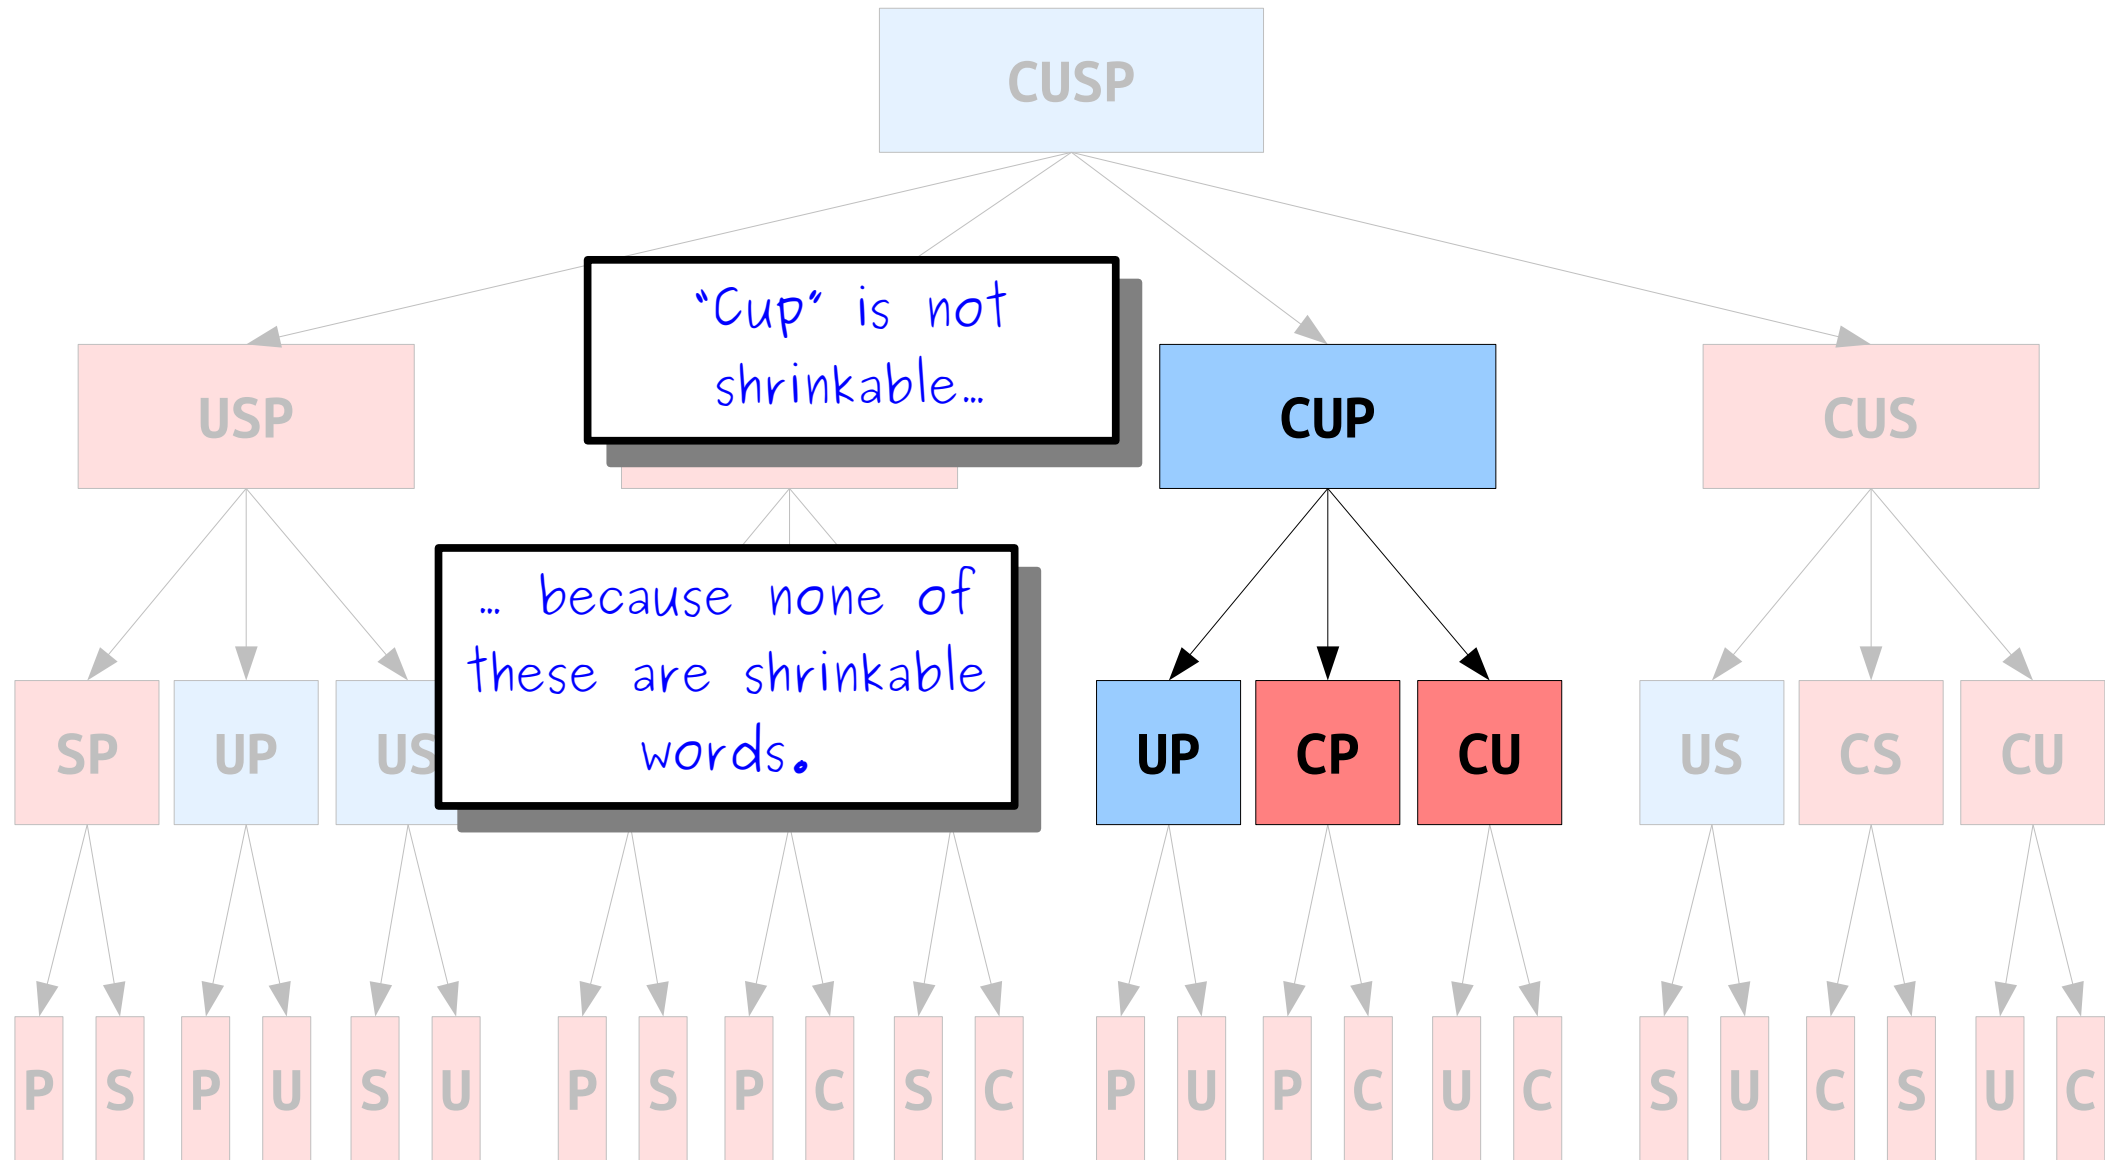 CUSP
"Cup" is not
shrinkable...
USP
CUP
CUS
... because none of
these are shrinkable
words.
SP UP US UP CP CU US CS CU
P S P U S U P S P C S C P U P C U C S U C S U C